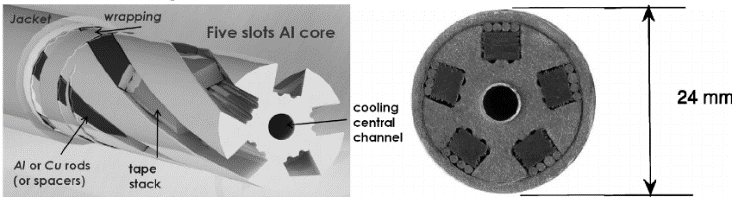 Jacket
wrapping
Five slots Al core
cooling
central
channel
Al or Cu rods
(or spacers)
tape
stack
24 mm